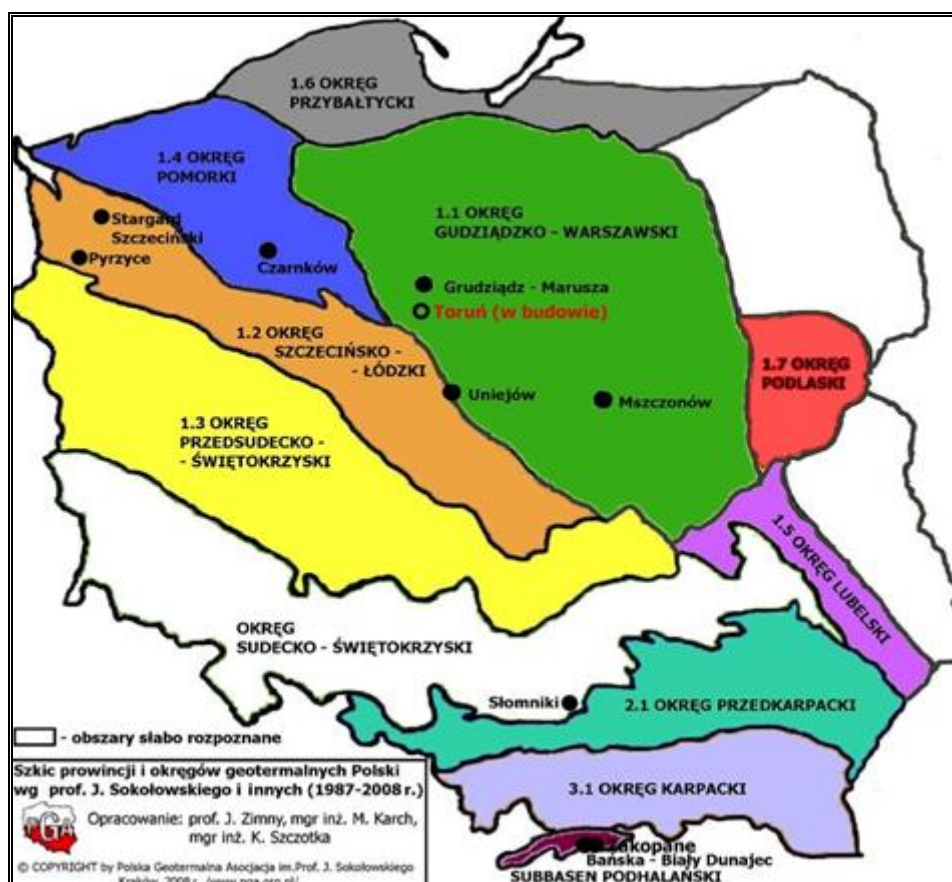 1.6 OKRĘG
PRZYBAŁTYCKI
1.4 OKRĘG
POMORKI
1.1 OKRĘG
GUDZIĄDZKO - WARSZAWSKI
Stargard
Szczeciński
Pyrzyce
Czarnków
Grudziądz - Marusza
Toruń (w budowie)
1.2 OKRĘG
SZCZECIŃSKO -
- ŁÓDZKI
1.7 OKRĘG
PODLASKI
Uniejów
Mszczonów
1.3 OKRĘG
PRZEDSUDECKO -
- ŚWIĘTOKRZYSKI
1.5 OKRĘG LUBELSKI
OKRĘG
SUDECKO - ŚWIĘTOKRZYSKI
Słomniki
2.1 OKRĘG PRZEDKARPACKI
- obszary słabo rozpoznane
3.1 OKRĘG KARPACKI
Zakopane
Bańska - Biały Dunajec
SUBBASEN PODHALAŃSKI
Szkic prowincji i okręgów geotermalnych Polski
wg prof. J. Sokołowskiego i innych (1987-2008 r.)
PGA
Opracowanie: prof. J. Zimny, mgr inż. M. Karch,
mgr inż. K. Szczotka
© COPYRIGHT by Polska Geotermalna Asocjacja im.Prof. J. Sokołowskiego
Kraków, 2008 r.